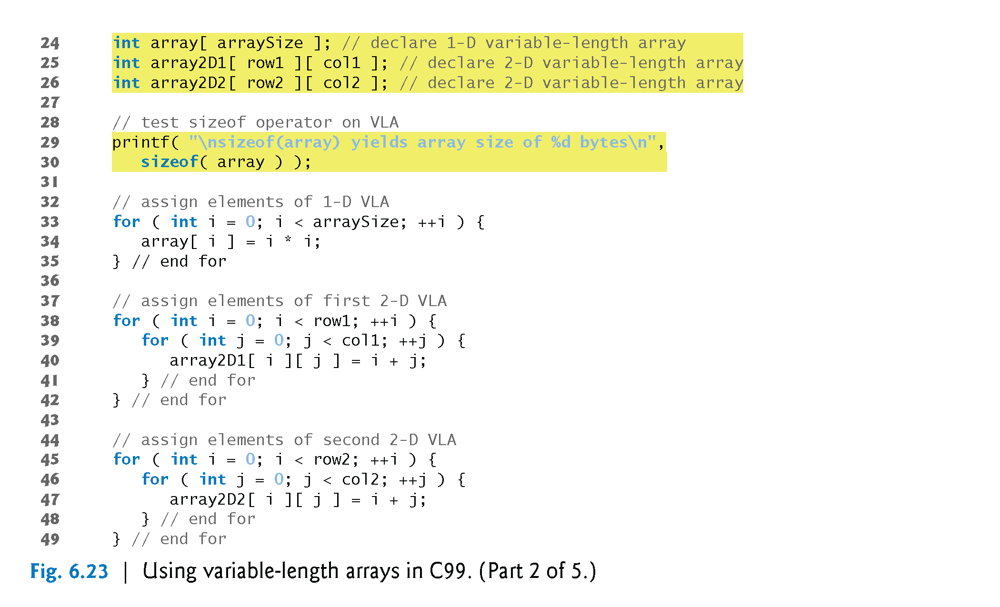 24 int array[ arraySize ]; // declare 1-D variable-length array
25 int array2D1[ row1 ][ col1 ]; // declare 2-D variable-length array
26 int array2D2[ row2 ][ col2 ]; // declare 2-D variable-length array
27
28 // test sizeof operator on VLA
29 printf( "\nsizeof(array) yields array size of %d bytes\n",
30 sizeof( array ) );
31
32 // assign elements of 1-D VLA
33 for ( int i = 0; i < arraySize; ++i ) {
34 array[ i ] = i * i;
35 } // end for
36
37 // assign elements of first 2-D VLA
38 for ( int i = 0; i < row1; ++i ) {
39 for ( int j = 0; j < col1; ++j ) {
40 array2D1[ i ][ j ] = i + j;
41 } // end for
42 } // end for
43
44 // assign elements of second 2-D VLA
45 for ( int i = 0; i < row2; ++i ) {
46 for ( int j = 0; j < col2; ++j ) {
47 array2D2[ i ][ j ] = i + j;
48 } // end for
49 } // end for
Fig. 6.23 | Using variable-length arrays in C99. (Part 2 of 5.)